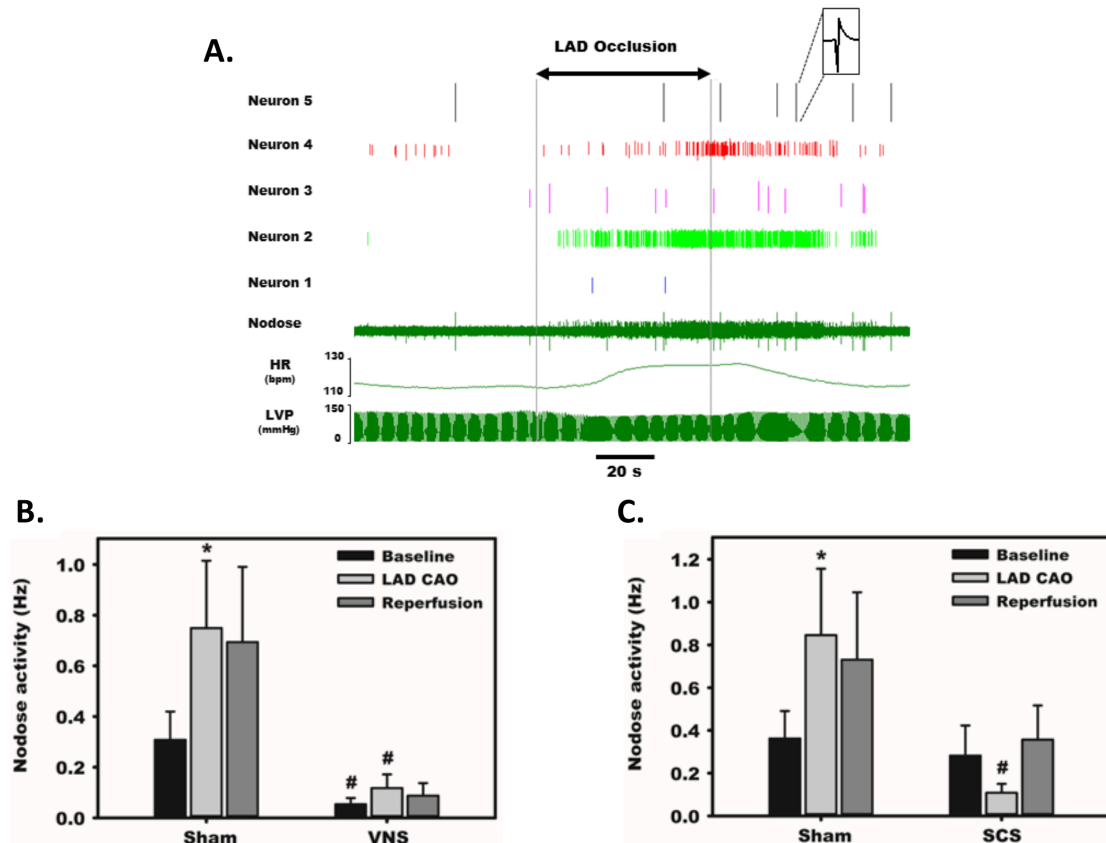 A.
LAD Occlusion
Neuron 5
Neuron 4
Neuron 3
Neuron 2
Neuron 1
Nodose
HR
(bpm)
130
110
LVP
(mmHg)
150
0
20 s
B.
Nodose activity (Hz)
1.0
0.8
0.6
0.4
0.2
0.0
*
# #
Baseline
LAD CAO
Reperfusion
Sham VNS
C.
Nodose activity (Hz)
1.2
1.0
0.8
0.6
0.4
0.2
0.0
*
#
Baseline
LAD CAO
Reperfusion
Sham SCS